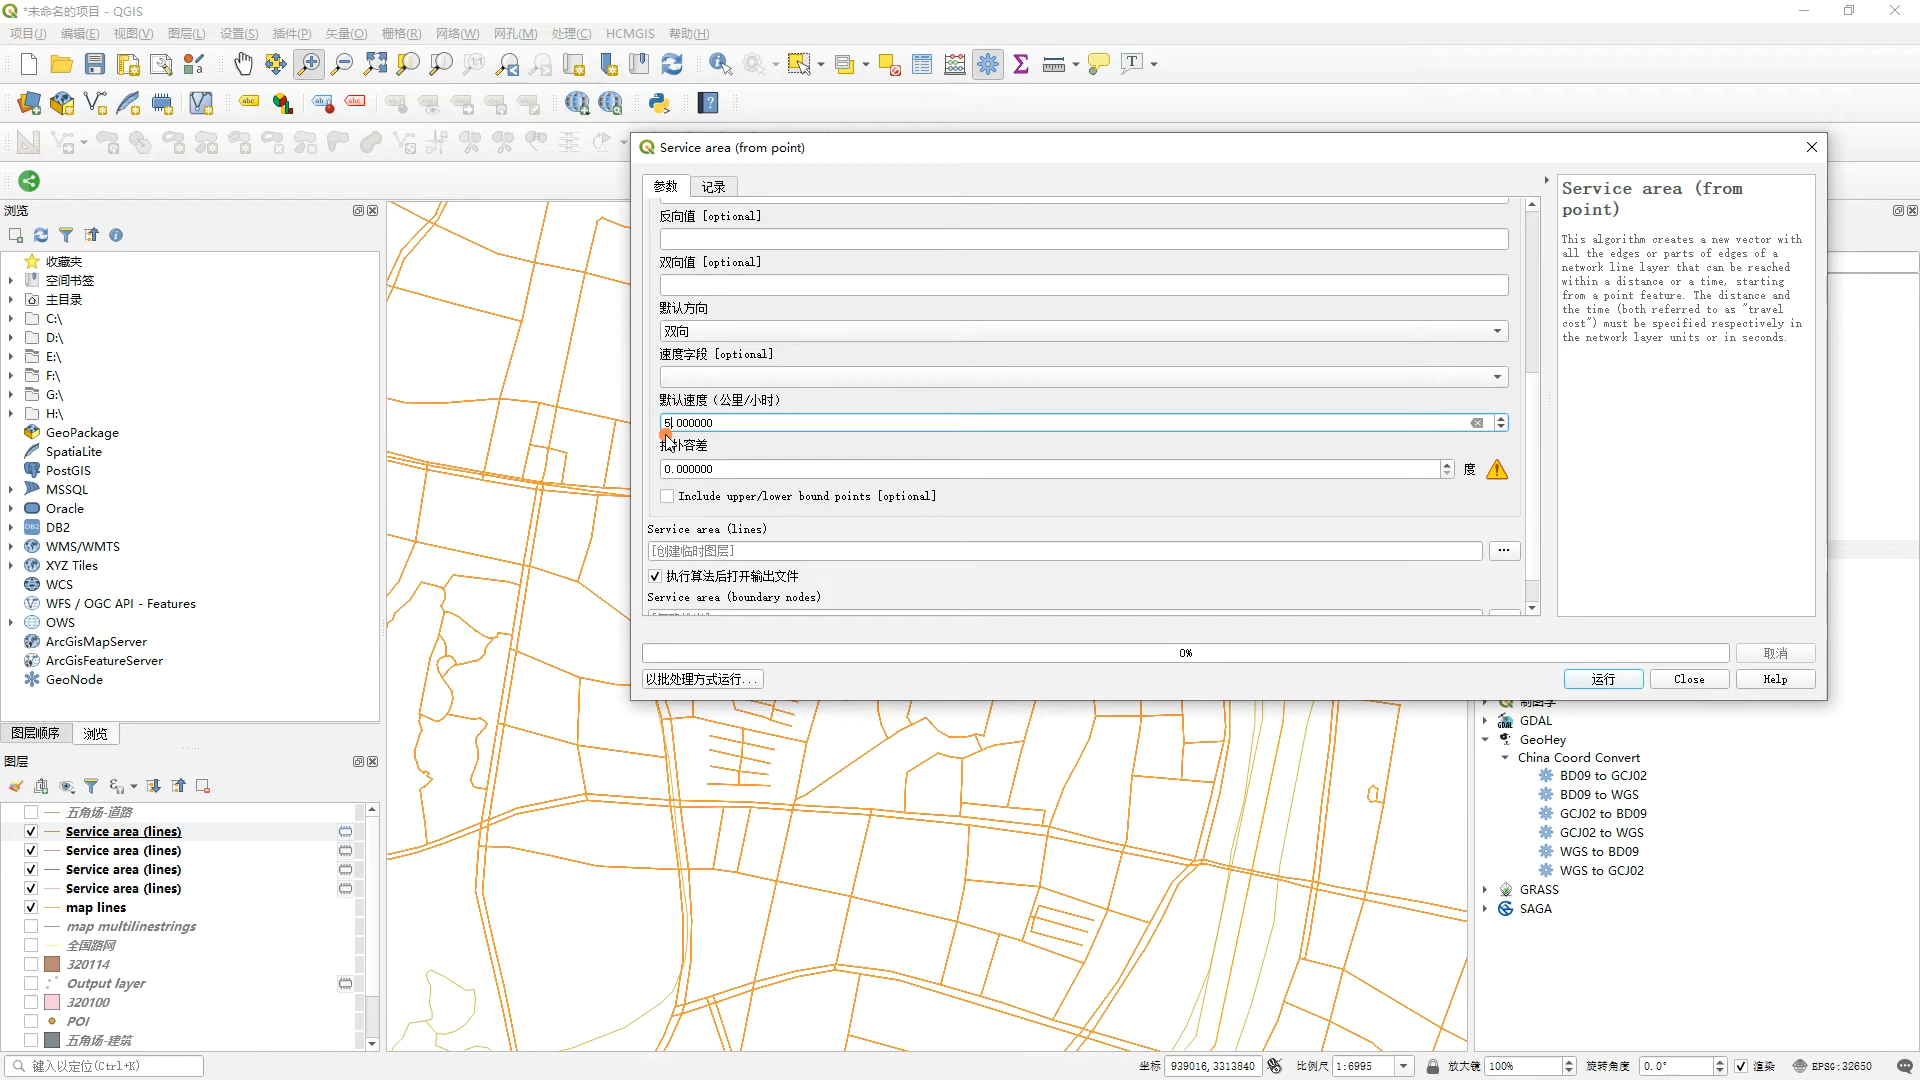 *未命名的项目 - QGIS
项目(J) 编辑(E) 视图(V) 图层(L) 设置(S) 插件(P) 矢量(O) 栅格(R) 网络(W) 网孔(M) 处理(C) HCMGIS 帮助(H)
Service area (from point)
参数 记录
反向值 [optional]
双向值 [optional]
默认方向
双向
速度字段 [optional]
默认速度（公里/小时）
5.000000
拓扑容差
0.000000 度
Include upper/lower bound points [optional]
Service area (lines)
[创建临时图层]
执行算法后打开输出文件
Service area (boundary nodes)
0%
取消
以批处理方式运行...
运行 Close Help
Service area (from
point)
This algorithm creates a new vector with
all the edges or parts of edges of a
network line layer that can be reached
within a distance or a time, starting
from a point feature. The distance and
the time (both referred to as "travel
cost") must be specified respectively in
the network layer units or in seconds.
浏览
收藏夹
空间书签
主目录
C:\
D:\
E:\
F:\
G:\
H:\
GeoPackage
SpatiaLite
PostGIS
MSSQL
Oracle
DB2
WMS/WMTS
XYZ Tiles
WCS
WFS / OGC API - Features
OWS
ArcGisMapServer
ArcGisFeatureServer
GeoNode
图层顺序 浏览
图层
五角场-道路
Service area (lines)
Service area (lines)
Service area (lines)
Service area (lines)
map lines
map multilinestrings
全国路网
320114
Output layer
320100
POI
五角场-建筑
制图学
GDAL
GeoHey
China Coord Convert
BD09 to GCJ02
BD09 to WGS
GCJ02 to BD09
GCJ02 to WGS
WGS to BD09
WGS to GCJ02
GRASS
SAGA
键入以定位(Ctrl+K)
坐标 939016,3313840 比例尺 1:6995 放大镜 100% 旋转角度 0.0° 渲染 EPSG:32650